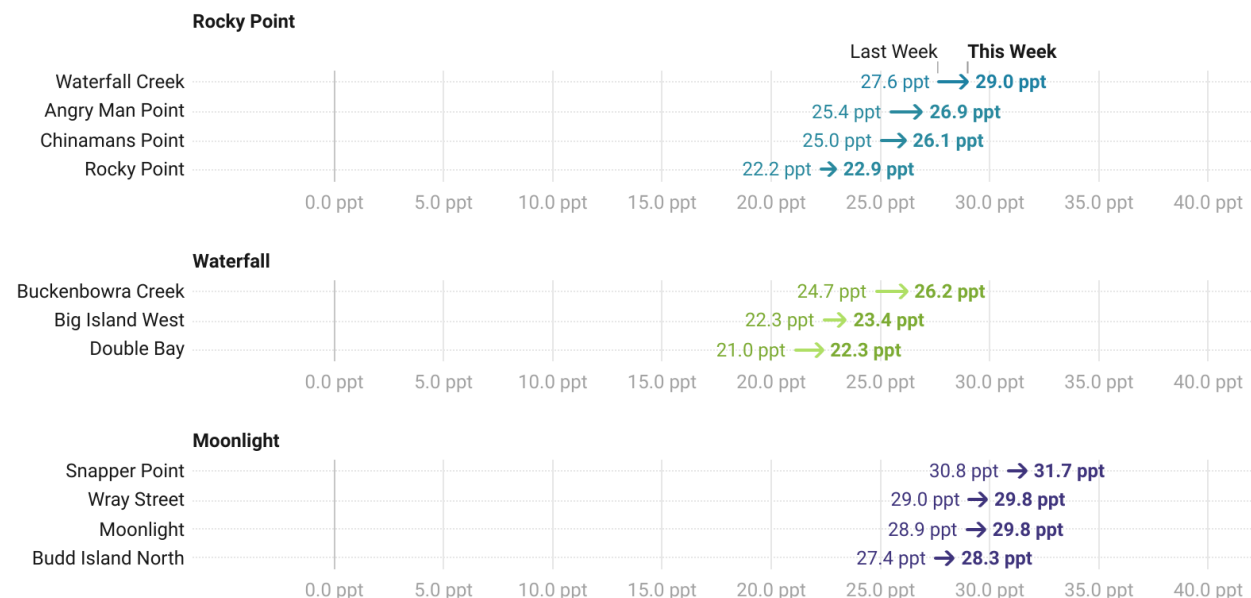 Rocky Point
Last Week This Week
Waterfall Creek 27.6 ppt 29.0 ppt
Angry Man Point 25.4 ppt 26.9 ppt
Chinamans Point 25.0 ppt 26.1 ppt
Rocky Point 22.2 ppt 22.9 ppt
0.0 ppt 5.0 ppt 10.0 ppt 15.0 ppt 20.0 ppt 25.0 ppt 30.0 ppt 35.0 ppt 40.0 ppt
Waterfall
Buckenbowra Creek 24.7 ppt 26.2 ppt
Big Island West 22.3 ppt 23.4 ppt
Double Bay 21.0 ppt 22.3 ppt
0.0 ppt 5.0 ppt 10.0 ppt 15.0 ppt 20.0 ppt 25.0 ppt 30.0 ppt 35.0 ppt 40.0 ppt
Moonlight
Snapper Point 30.8 ppt 31.7 ppt
Wray Street 29.0 ppt 29.8 ppt
Moonlight 28.9 ppt 29.8 ppt
Budd Island North 27.4 ppt 28.3 ppt
0.0 ppt 5.0 ppt 10.0 ppt 15.0 ppt 20.0 ppt 25.0 ppt 30.0 ppt 35.0 ppt 40.0 ppt